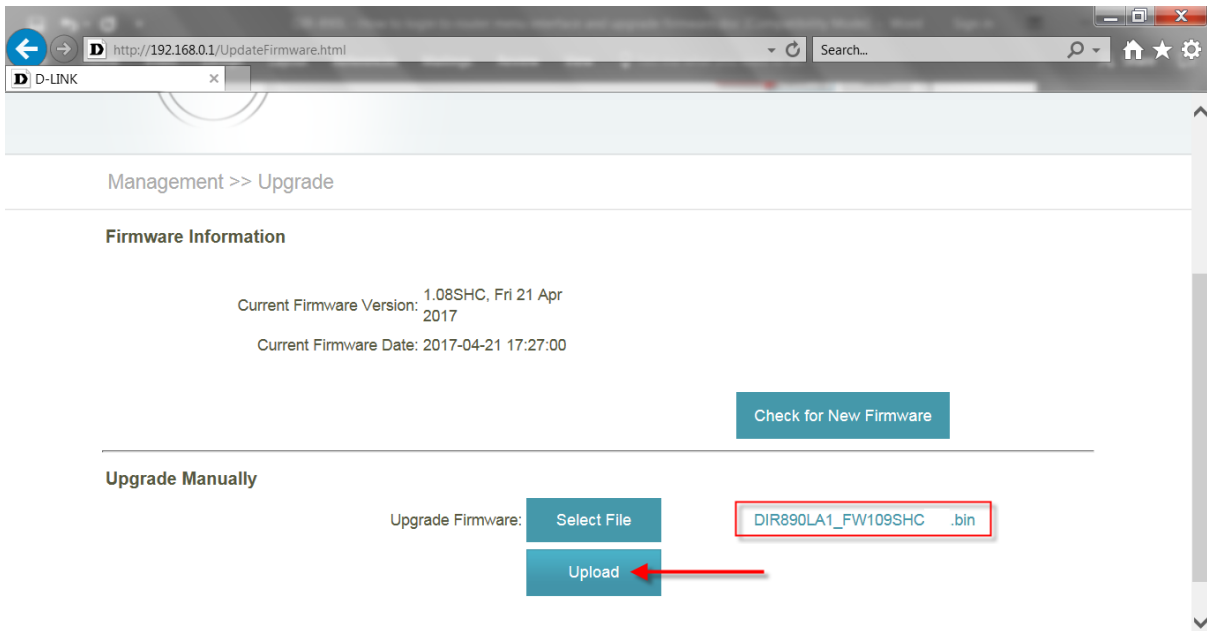 http://192.168.0.1/UpdateFirmware.html
Search...
D D-LINK
Management >> Upgrade
Firmware Information
Current Firmware Version: 1.08SHC, Fri 21 Apr
2017
Current Firmware Date: 2017-04-21 17:27:00
Check for New Firmware
Upgrade Manually
Upgrade Firmware: Select File DIR890LA1_FW109SHC .bin
Upload